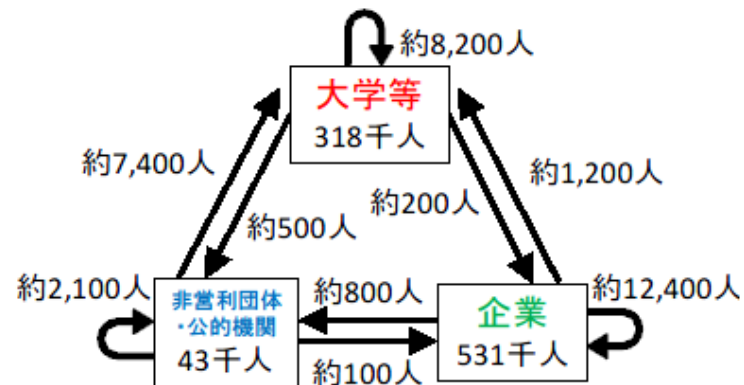 約8,200人
大学等
318千人
約7,400人
約1,200人
約500人
約200人
約2,100人
非営利団体
・公的機関
43千人
約800人
約100人
企業
531千人
約12,400人